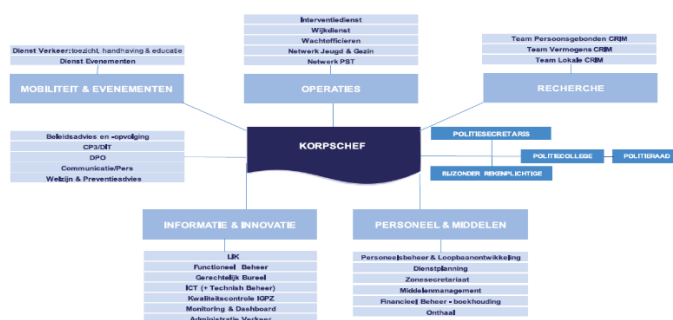 Interventiedienst
Wijkdienst
Wachtofficieren
Netwerk Jeugd & Gezin
Netwerk PST
OPERATIES
Dienst Verkeer: toezicht, handhaving & educatie
Dienst Evenementen
MOBILITEIT & EVENEMENTEN
Team Persoonsgebonden CRIM
Team Vermogens CRIM
Team Lokale CRIM
RECHERCHE
Beleidsadvies en -opvolging
CP3/DIT
DPO
Communicatie/Pers
Welzijn & Preventieadvies
KORPSCHEF
POLITIESECRETARIS
POLITIECOLLEGE
POLITIERAAD
BIJZONDER REKENPLICHTIGE
INFORMATIE & INNOVATIE
LIK
Functioneel Beheer
Gerechtelijk Bureel
ICT (+ Technish Beheer)
Kwaliteitscontrole IGPZ
Monitoring & Dashboard
Administratie Verkeer
PERSONEEL & MIDDELEN
Personeelsbeheer & Loopbaanontwikkeling
Dienstplanning
Zonesecretariaat
Middelenmanagement
Financieel Beheer - boekhouding
Onthaal